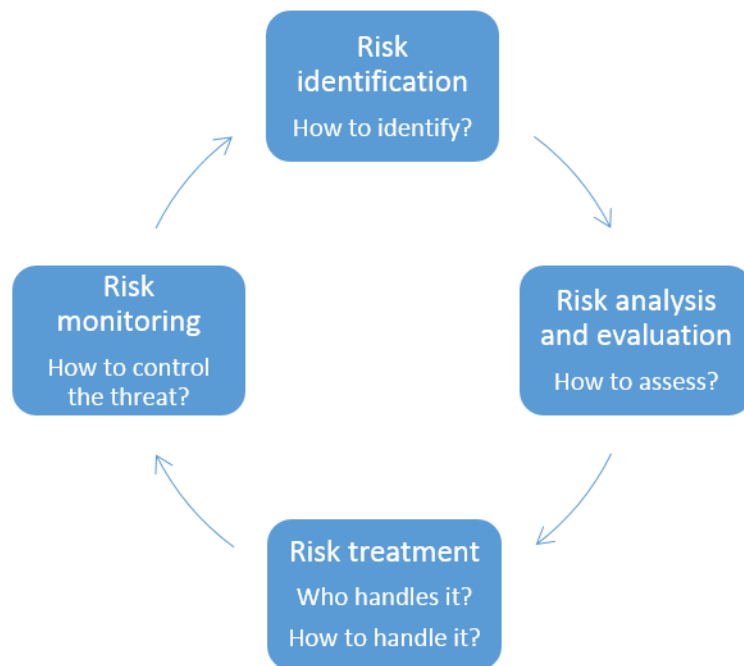 Risk
identification
How to identify?
Risk analysis
and evaluation
How to assess?
Risk treatment
Who handles it?
How to handle it?
Risk
monitoring
How to control
the threat?